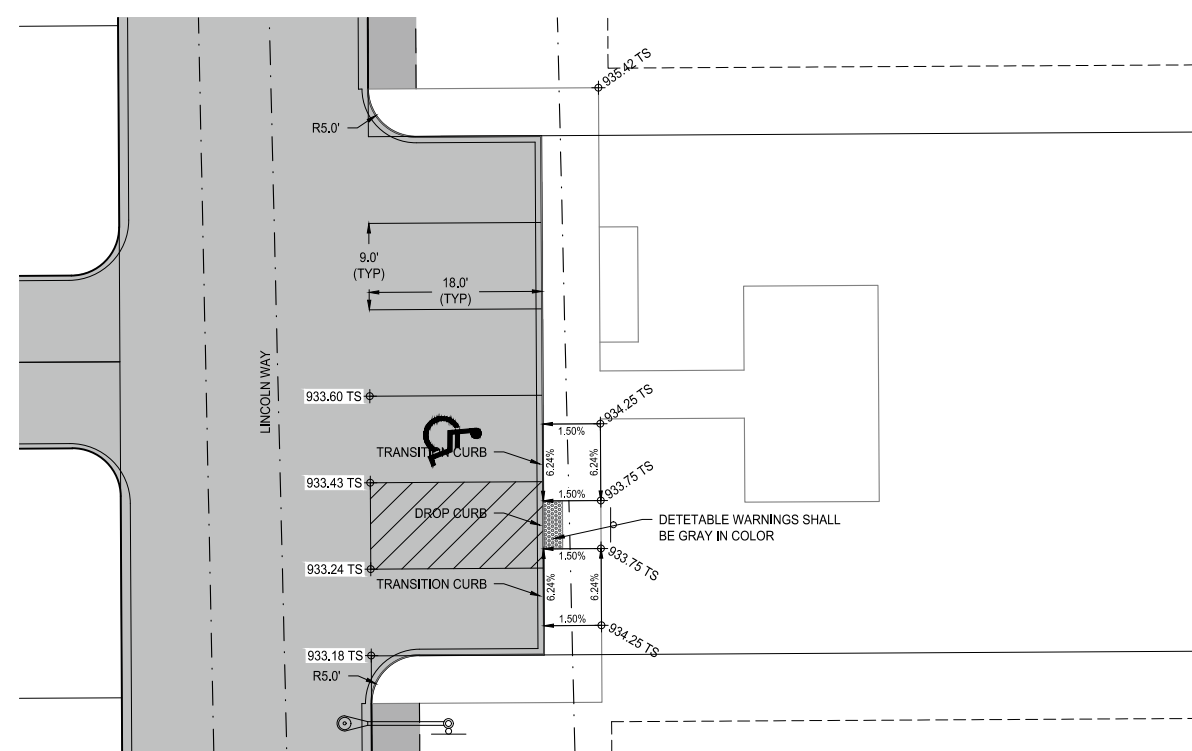 935.42 TS
R5.0'
9.0'
(TYP)
18.0'
(TYP)
LINCOLN WAY
933.60 TS
934.25 TS
1.50%
TRANSITION CURB
6.24%
6.24%
933.43 TS
1.50%
933.75 TS
DROP CURB
DETETABLE WARNINGS SHALL
BE GRAY IN COLOR
1.50%
933.75 TS
933.24 TS
TRANSITION CURB
6.24%
6.24%
1.50%
934.25 TS
933.18 TS
R5.0'